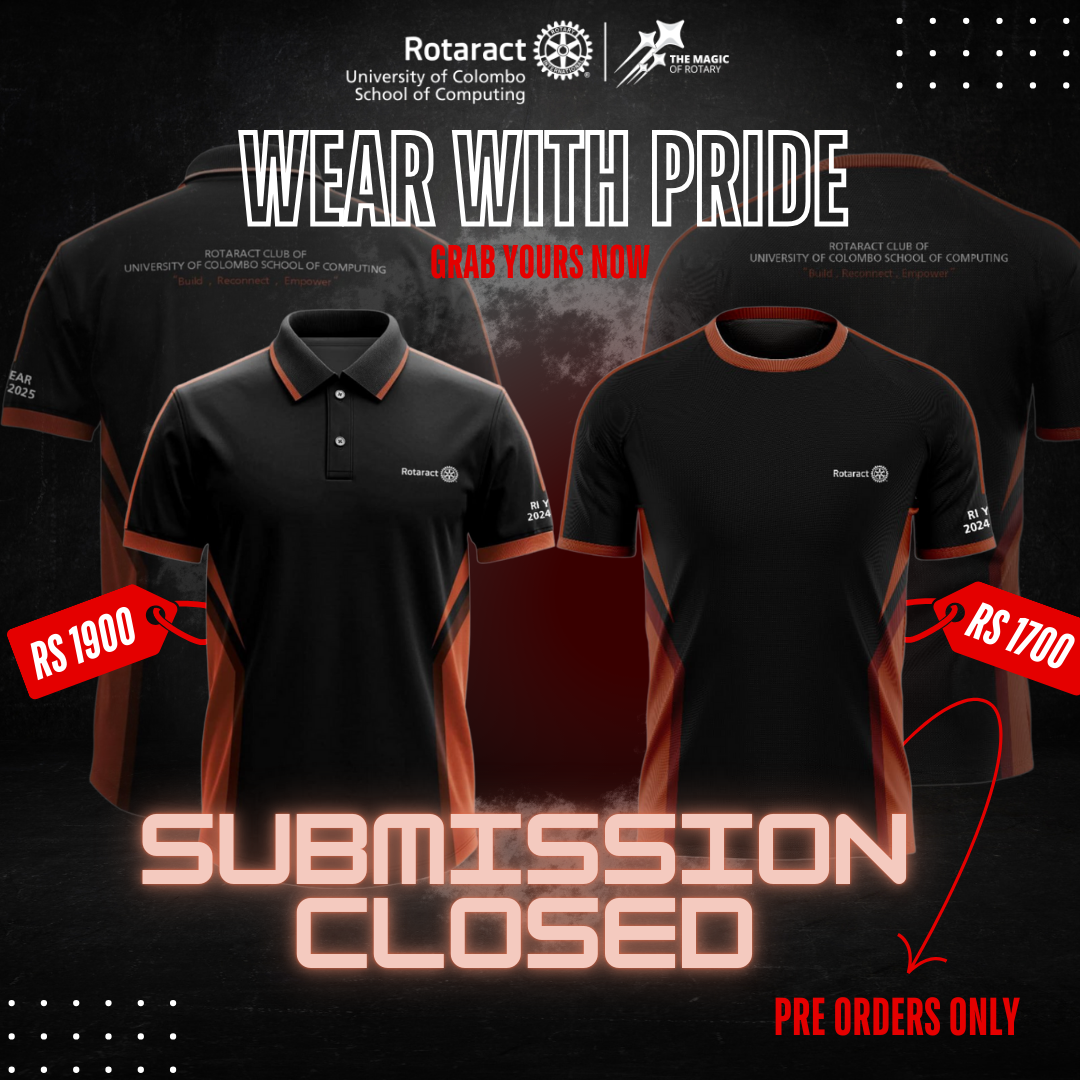 Rotaract
University of Colombo
School of Computing
ROTARY
INTERNATIONAL
THE MAGIC
OF ROTARY
WEAR WITH PRIDE
GRAB YOURS NOW
ROTARACT CLUB OF
UNIVERSITY OF COLOMBO SCHOOL OF COMPUTING
"Build , Reconnect , Empower"
ROTARACT CLUB OF
UNIVERSITY OF COLOMBO SCHOOL OF COMPUTING
"Build , Reconnect , Empower"
EAR
2025
Rotaract
RI Y
2024
Rotaract
RI Y
2024
RS 1900
RS 1700
SUBMISSION
CLOSED
PRE ORDERS ONLY